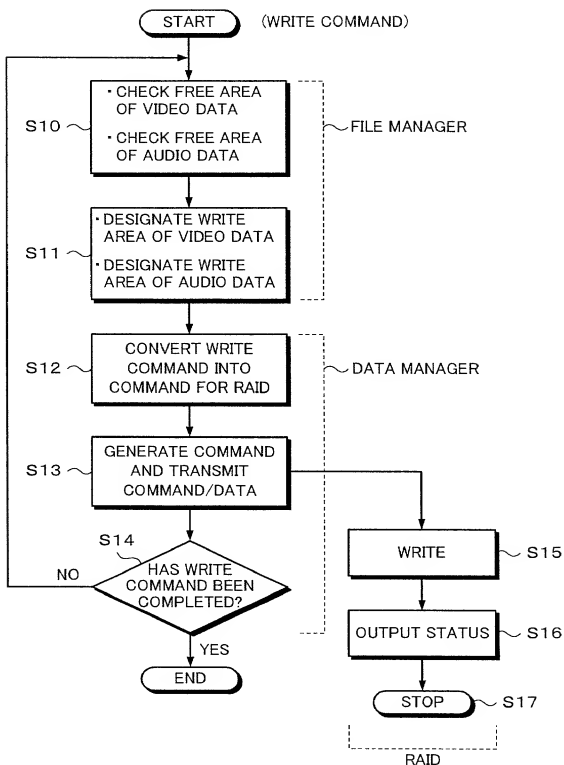 START (WRITE COMMAND)
・CHECK FREE AREA
OF VIDEO DATA
・CHECK FREE AREA
OF AUDIO DATA
S10
FILE MANAGER
・DESIGNATE WRITE
AREA OF VIDEO DATA
・DESIGNATE WRITE
AREA OF AUDIO DATA
S11
CONVERT WRITE
COMMAND INTO
COMMAND FOR RAID
S12
DATA MANAGER
GENERATE COMMAND
AND TRANSMIT
COMMAND/DATA
S13
S14
HAS WRITE
COMMAND BEEN
COMPLETED?
NO
YES
END
WRITE
S15
OUTPUT STATUS
S16
STOP
S17
RAID